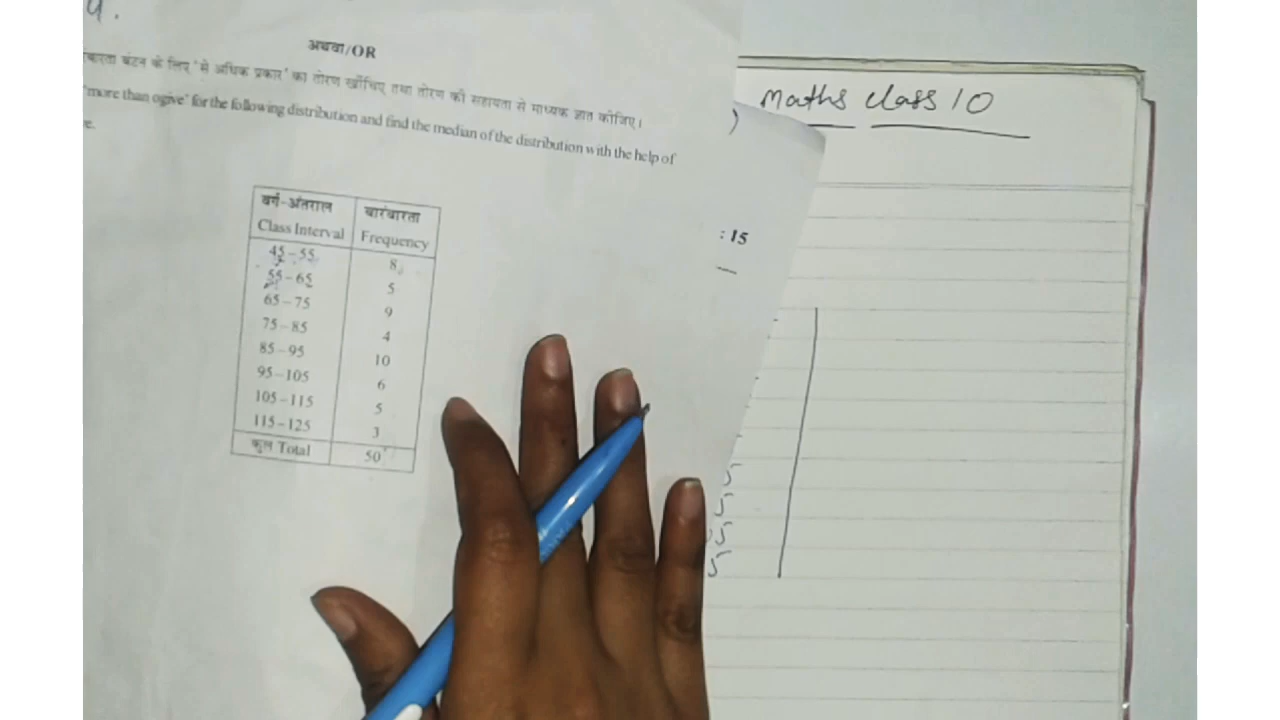 4.
अथवा/OR
बारता बंटन के लिए 'से अधिक प्रकार' का तोरण खींचिए तथा तोरण की सहायता से माध्यक ज्ञात कीजिए।
'more than ogive' for the following distribution and find the median of the distribution with the help of
e.
वर्ग-अंतराल बारंबारता
Class Interval Frequency
45-55 8
55-65 5
65-75 9
75-85 4
85-95 10
95-105 6
105-115 5
115-125 3
कुल Total 50
Maths class 10
)
: 15